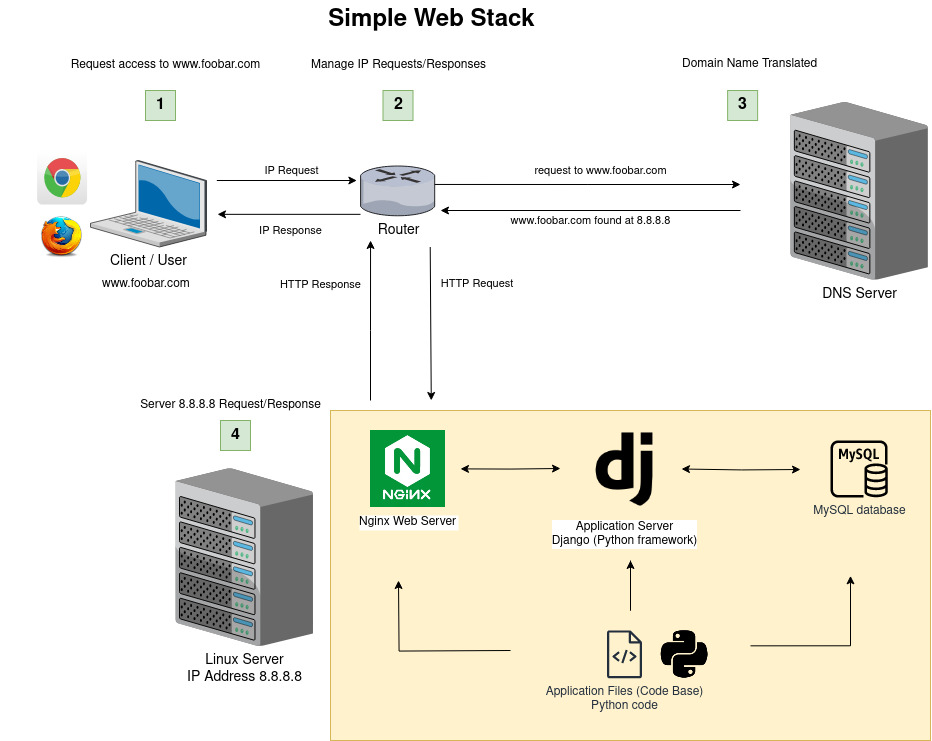 Simple Web Stack
Request access to www.foobar.com
Manage IP Requests/Responses
Domain Name Translated
1
2
3
IP Request
request to www.foobar.com
IP Response
www.foobar.com found at 8.8.8.8
Router
Client / User
www.foobar.com
HTTP Response
HTTP Request
DNS Server
Server 8.8.8.8 Request/Response
4
NGiNX
Nginx Web Server
dj
Application Server
Django (Python framework)
MySQL
MySQL database
</>
Application Files (Code Base)
Python code
Linux Server
IP Address 8.8.8.8